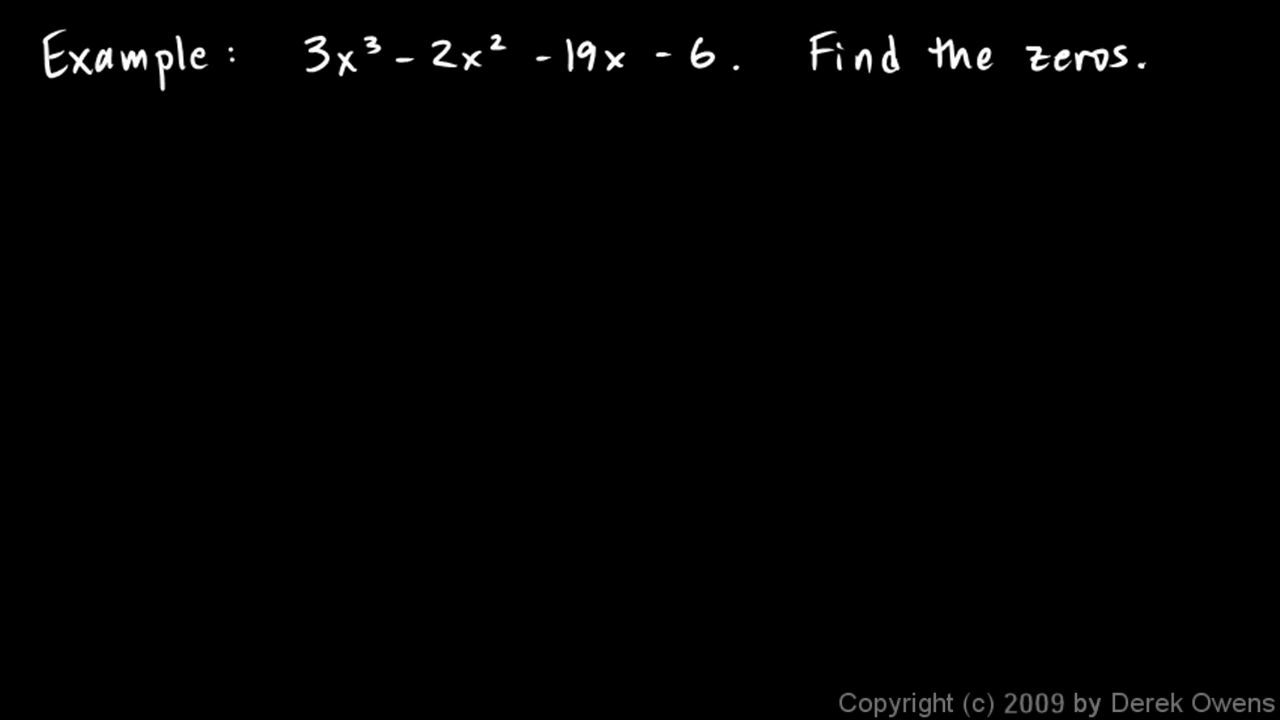 Example: 3x³ - 2x² - 19x - 6. Find the zeros.
Copyright (c) 2009 by Derek Owens